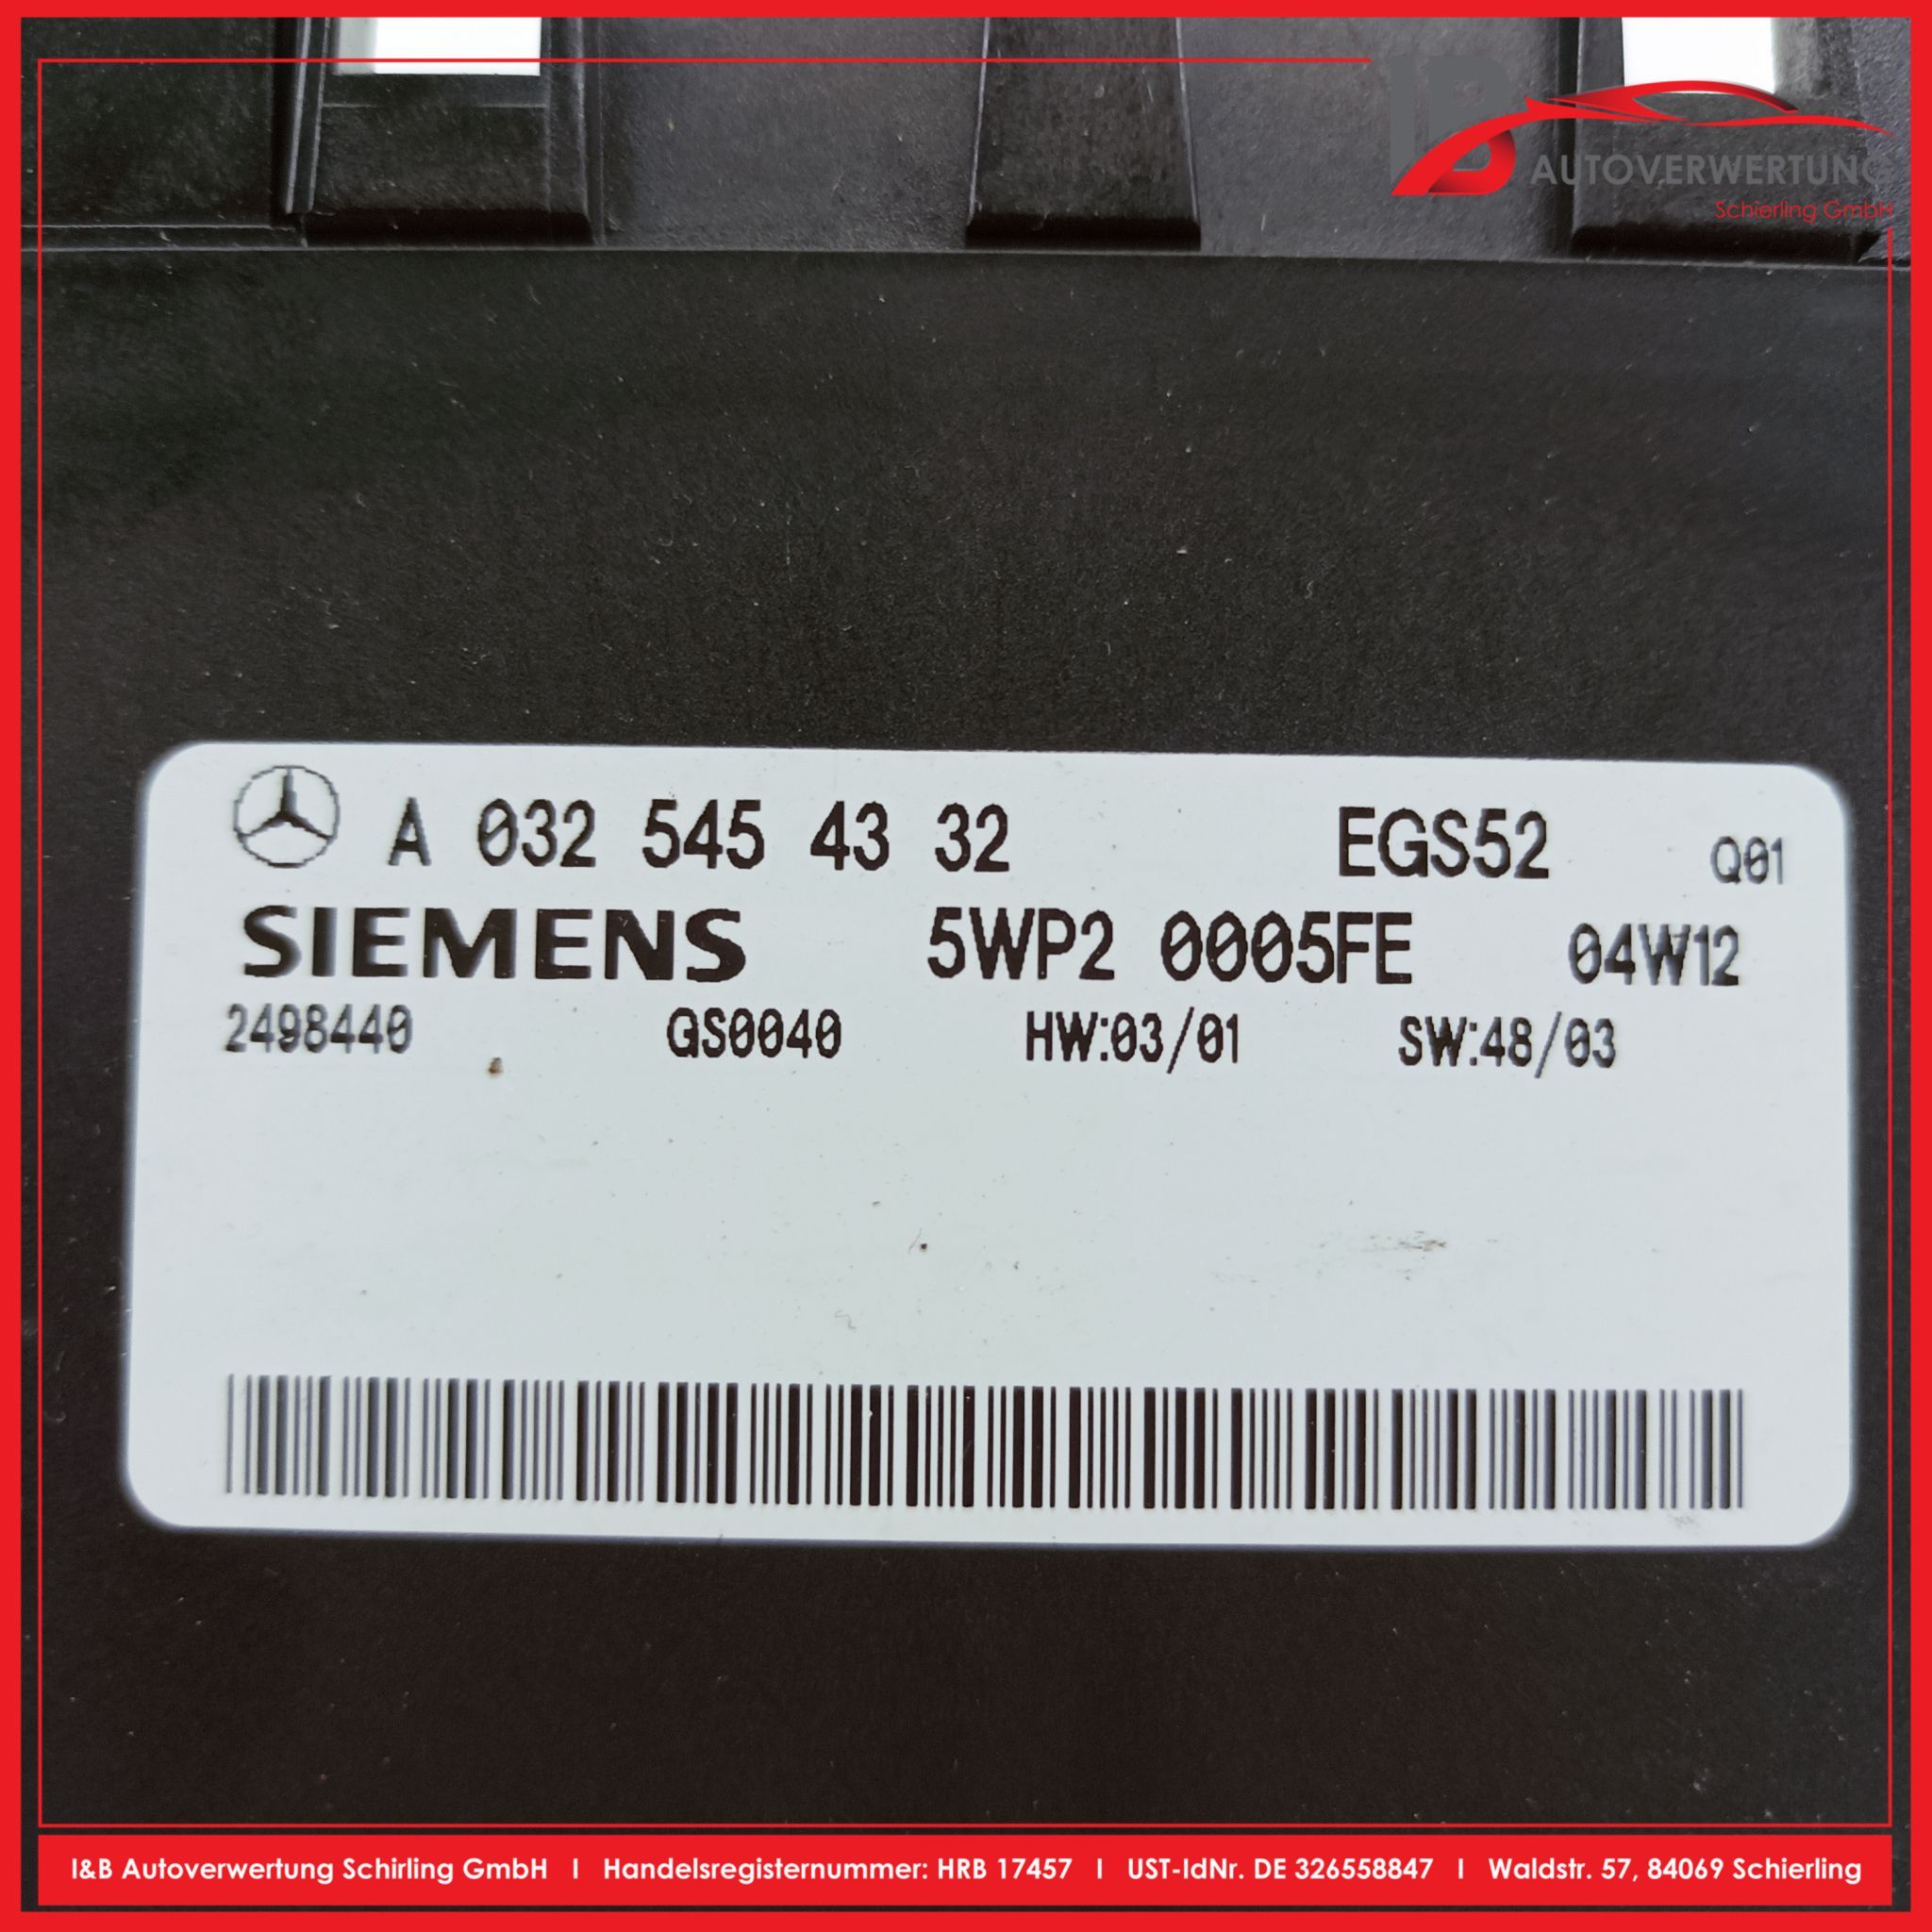 IB
AUTOVERWERTUNG
Schierling GmbH
A 032 545 43 32 EGS52 Q01
SIEMENS 5WP2 0005FE 04W12
2498440 GS0040 HW:03/01 SW:48/03
I&B Autoverwertung Schirling GmbH I Handelsregisternummer: HRB 17457 I UST-IdNr. DE 326558847 I Waldstr. 57, 84069 Schierling